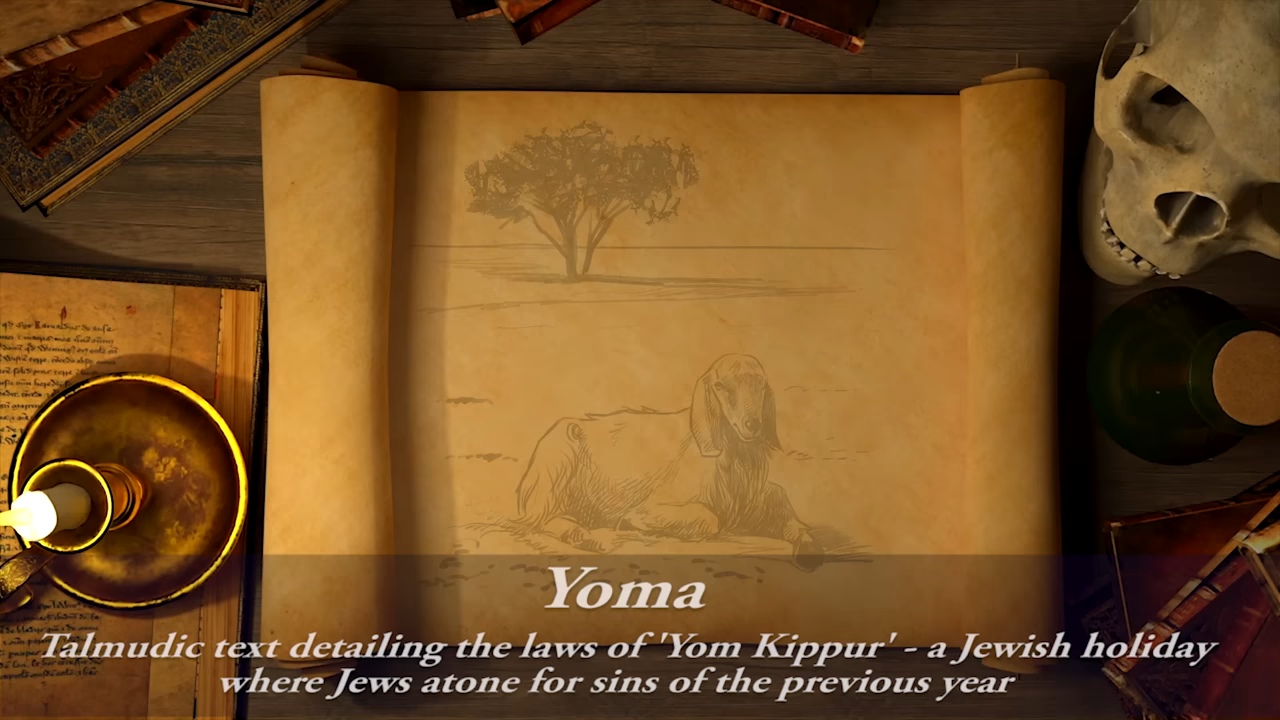 Yoma
Talmudic text detailing the laws of 'Yom Kippur' - a Jewish holiday
where Jews atone for sins of the previous year